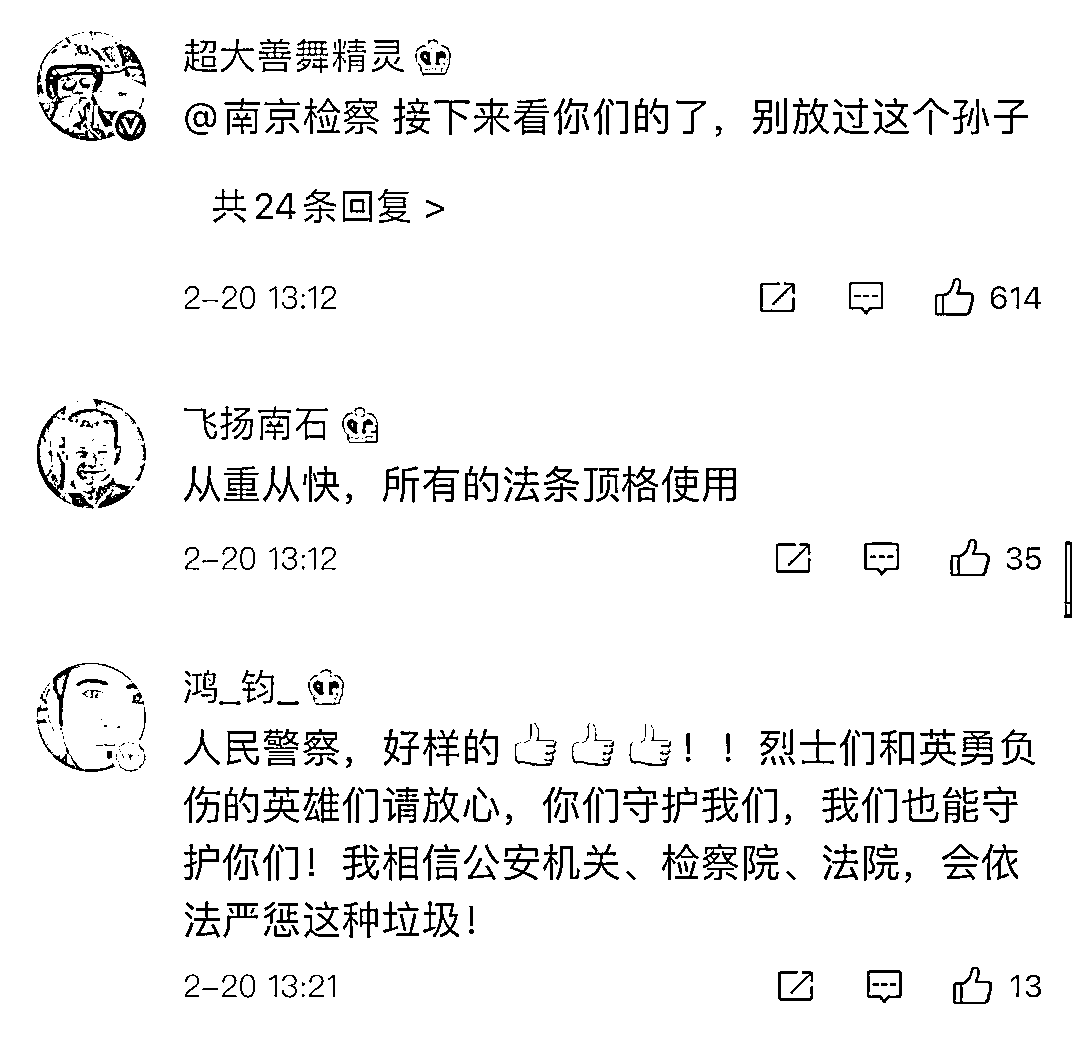 超大善舞精灵
@南京检察 接下来看你们的了，别放过这个孙子
共24条回复 >
2-20 13:12
614
飞扬南石
从重从快，所有的法条顶格使用
2-20 13:12
35
鸿_钧_
人民警察，好样的👍👍👍！！烈士们和英勇负
伤的英雄们请放心，你们守护我们，我们也能守
护你们！我相信公安机关、检察院、法院，会依
法严惩这种垃圾！
2-20 13:21
13